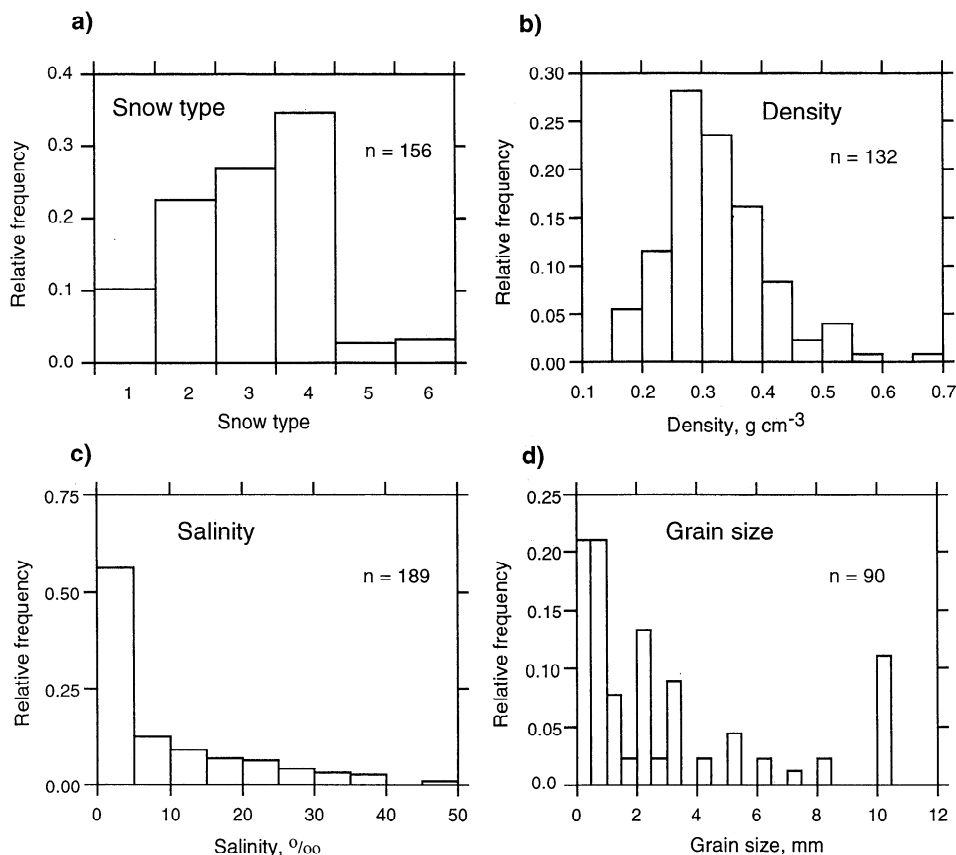 a)
0.4
0.3
0.2
0.1
0.0
Relative frequency
Snow type
n = 156
1 2 3 4 5 6
Snow type
b)
0.30
0.25
0.20
0.15
0.10
0.05
0.00
Relative frequency
Density
n = 132
0.1 0.2 0.3 0.4 0.5 0.6 0.7
Density, g cm-3
c)
0.75
0.50
0.25
0.00
Relative frequency
Salinity
n = 189
0 10 20 30 40 50
Salinity, o/oo
d)
0.25
0.20
0.15
0.10
0.05
0.0
Relative frequency
Grain size
n = 90
0 2 4 6 8 10 12
Grain size, mm